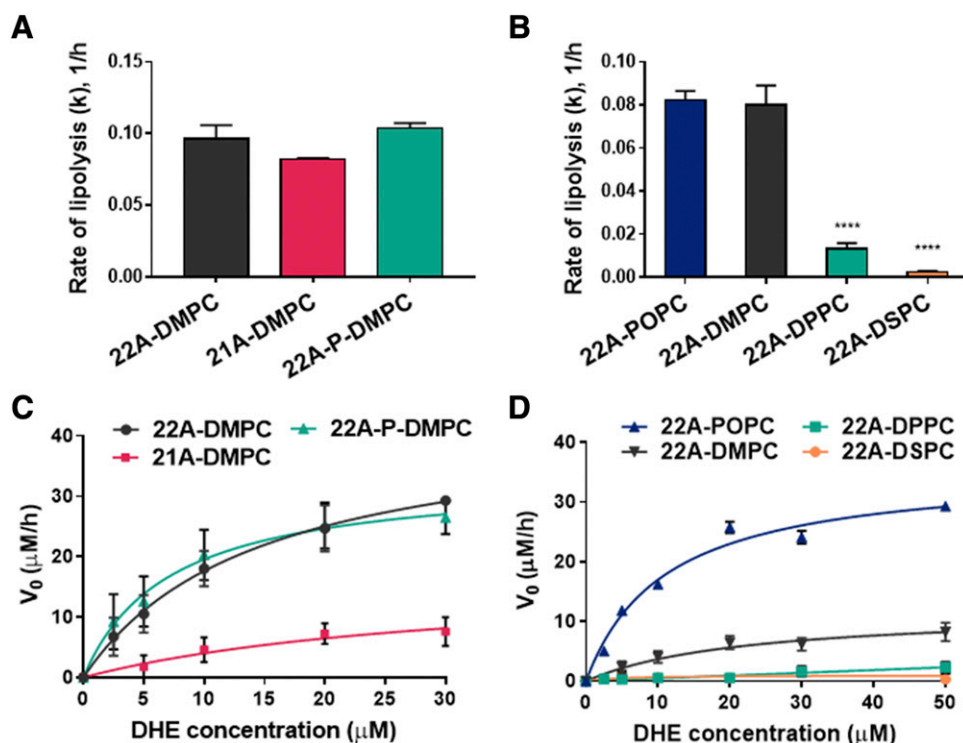 A
Rate of lipolysis (k), 1/h
0.15
0.10
0.05
0.00
22A-DMPC
21A-DMPC
22A-P-DMPC
B
Rate of lipolysis (k), 1/h
0.10
0.08
0.06
0.04
0.02
0.00
****
****
22A-POPC
22A-DMPC
22A-DPPC
22A-DSPC
C
22A-DMPC
22A-P-DMPC
21A-DMPC
V0 (μM/h)
40
30
20
10
0
0
5
10
20
30
DHE concentration (μM)
D
22A-POPC
22A-DPPC
22A-DMPC
22A-DSPC
V0 (μM/h)
40
30
20
10
0
0
10
20
30
40
50
DHE concentration (μM)